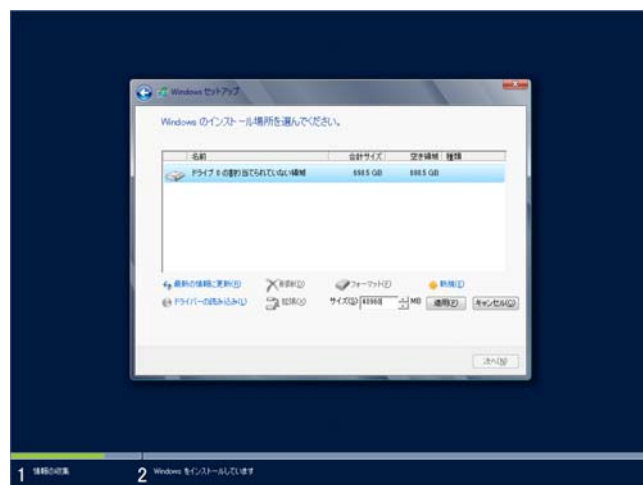 Windows セットアップ
Windows のインストール場所を選んでください。
名前 合計サイズ 空き領域 種類
ドライブ 0 の割り当てられていない領域
最新の情報に更新(R) 削除(D) フォーマット(F) 新規(E)
ドライバーの読み込み(L) 拡張(X) サイズ(S) MB 適用(P) キャンセル(C)
次へ(N)
1 情報の収集 2 Windows をインストールしています